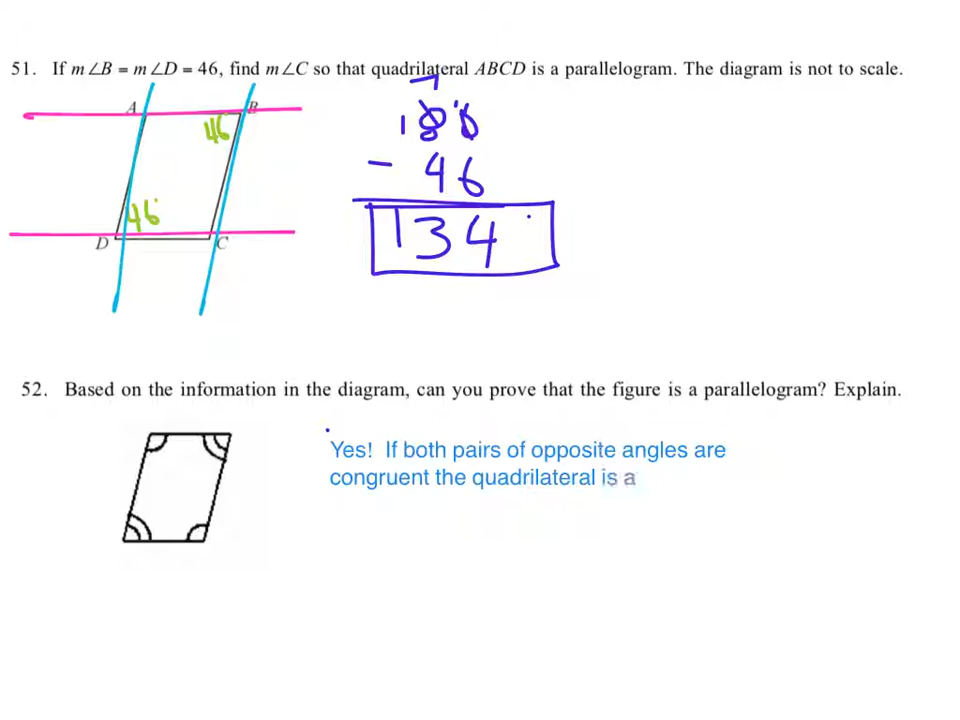 51. If m∠B = m∠D = 46, find m∠C so that quadrilateral ABCD is a parallelogram. The diagram is not to scale.
A
B
46
46
D
C
7
180
- 46
134
52. Based on the information in the diagram, can you prove that the figure is a parallelogram? Explain.
Yes! If both pairs of opposite angles are
congruent the quadrilateral is a